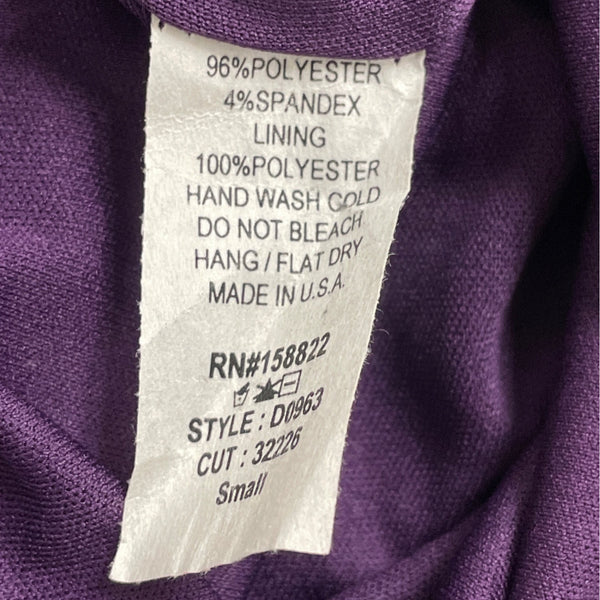 96%POLYESTER
4%SPANDEX
LINING
100%POLYESTER
HAND WASH COLD
DO NOT BLEACH
HANG / FLAT DRY
MADE IN U.S.A.
RN#158822
STYLE : D0963
CUT : 32226
Small